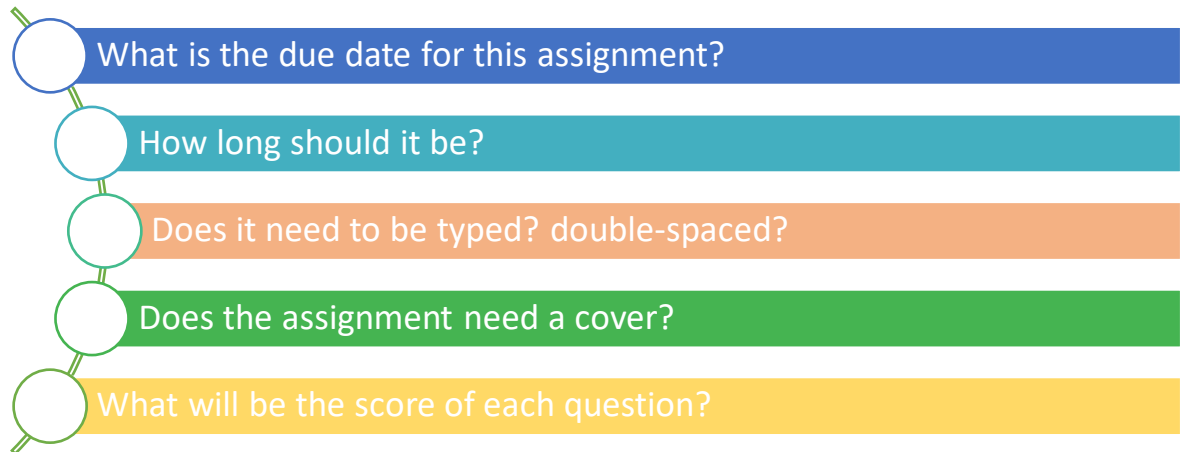 What is the due date for this assignment?
How long should it be?
Does it need to be typed? double-spaced?
Does the assignment need a cover?
What will be the score of each question?